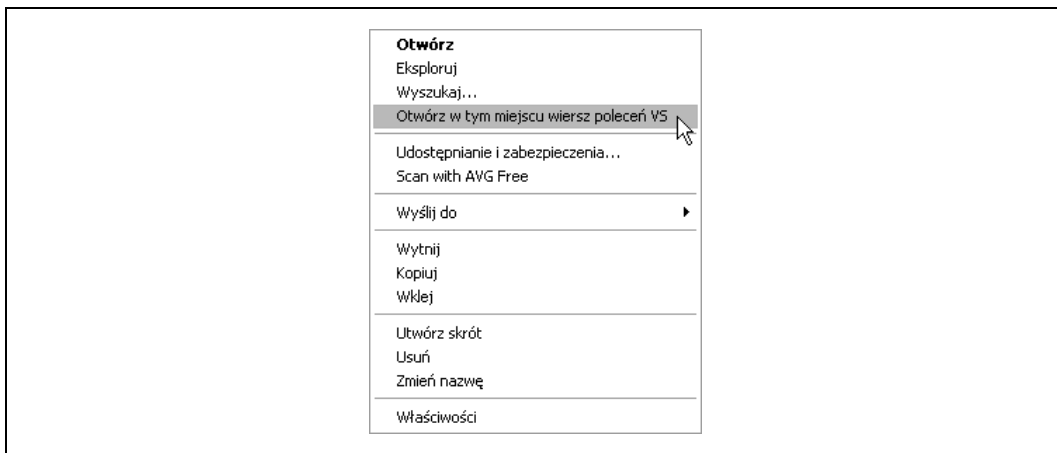 Otwórz
Eksploruj
Wyszukaj...
Otwórz w tym miejscu wiersz poleceń VS
Udostępnianie i zabezpieczenia...
Scan with AVG Free
Wyślij do
Wytnij
Kopiuj
Wklej
Utwórz skrót
Usuń
Zmień nazwę
Właściwości